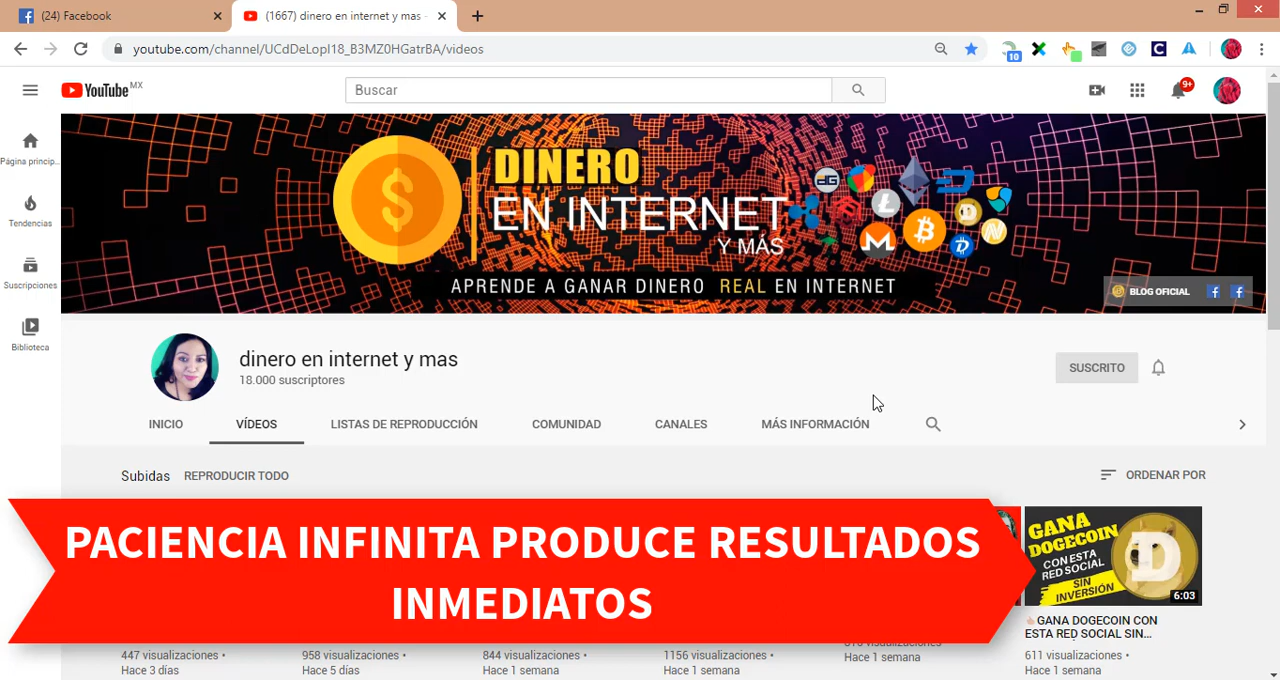 (24) Facebook
(1667) dinero en internet y mas -
youtube.com/channel/UCdDeLopI18_B3MZ0HGatrBA/videos
10
YouTube MX
Buscar
9+
Página princip...
Tendencias
Suscripciones
Biblioteca
DINERO
EN INTERNET
Y MÁS
APRENDE A GANAR DINERO REAL EN INTERNET
BLOG OFICIAL
dinero en internet y mas
18.000 suscriptores
SUSCRITO
INICIO
VÍDEOS
LISTAS DE REPRODUCCIÓN
COMUNIDAD
CANALES
MÁS INFORMACIÓN
Subidas
REPRODUCIR TODO
ORDENAR POR
PACIENCIA INFINITA PRODUCE RESULTADOS
INMEDIATOS
GANA
DOGECOIN
CON ESTA
RED SOCIAL
SIN
INVERSIÓN
6:03
GANA DOGECOIN CON
ESTA RED SOCIAL SIN...
447 visualizaciones •
Hace 3 días
958 visualizaciones •
Hace 5 días
844 visualizaciones •
Hace 1 semana
1156 visualizaciones •
Hace 1 semana
visualizaciones •
Hace 1 semana
611 visualizaciones •
Hace 1 semana